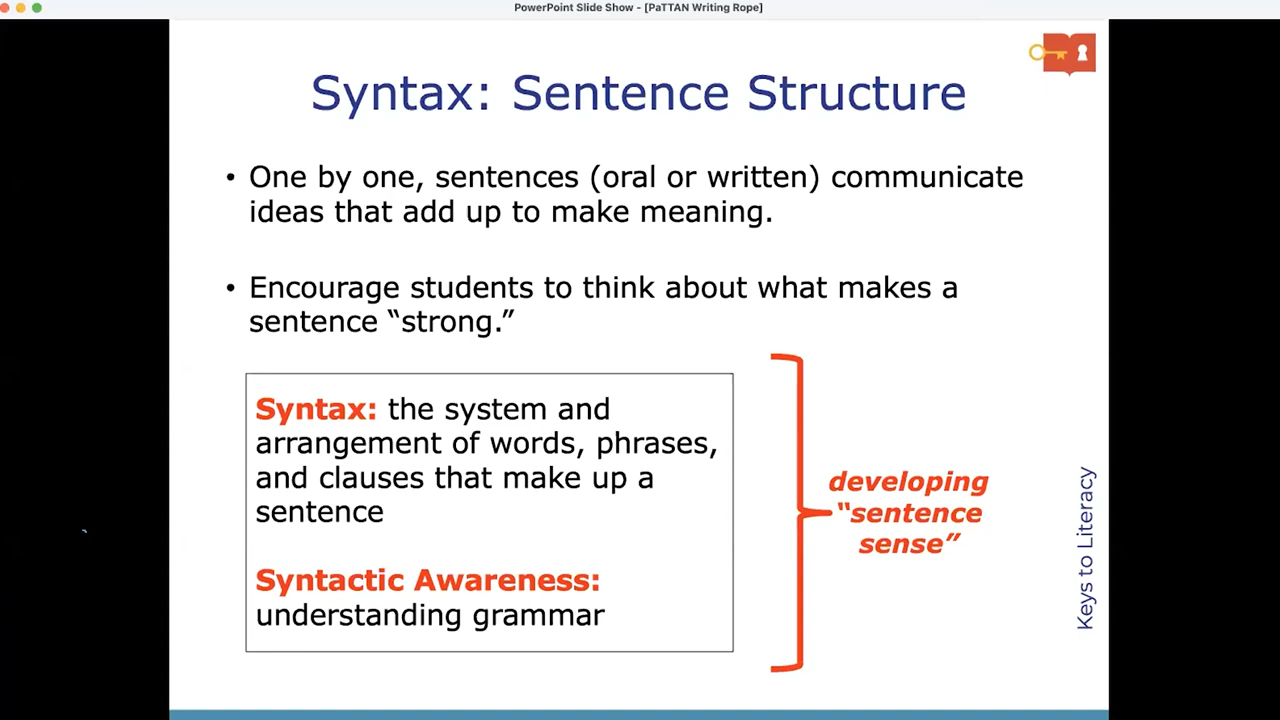 PowerPoint Slide Show - [PaTTAN Writing Rope]
Syntax: Sentence Structure
• One by one, sentences (oral or written) communicate
ideas that add up to make meaning.
• Encourage students to think about what makes a
sentence “strong.”
Syntax: the system and
arrangement of words, phrases,
and clauses that make up a
sentence
Syntactic Awareness:
understanding grammar
developing
“sentence
sense”
Keys to Literacy